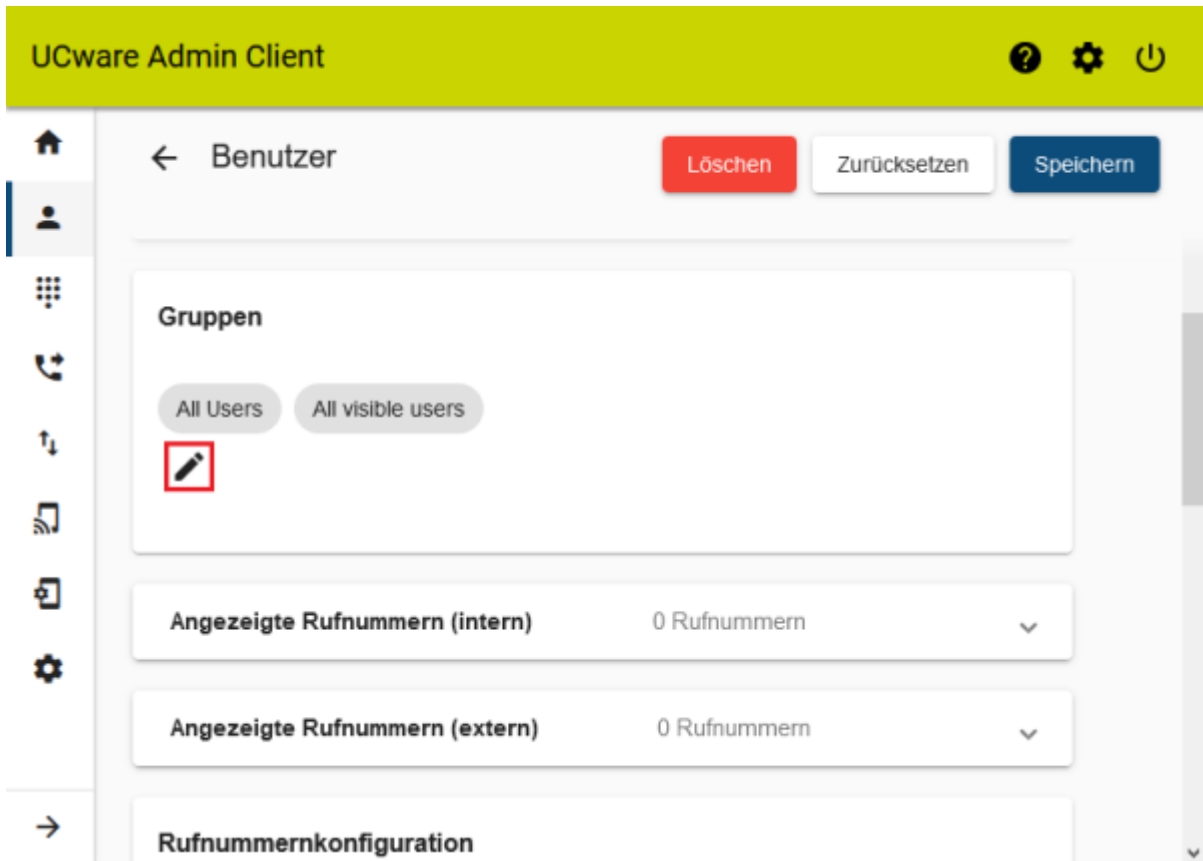 UCware Admin Client
Benutzer
Löschen
Zurücksetzen
Speichern
Gruppen
All Users
All visible users
Angezeigte Rufnummern (intern)
0 Rufnummern
Angezeigte Rufnummern (extern)
0 Rufnummern
Rufnummernkonfiguration